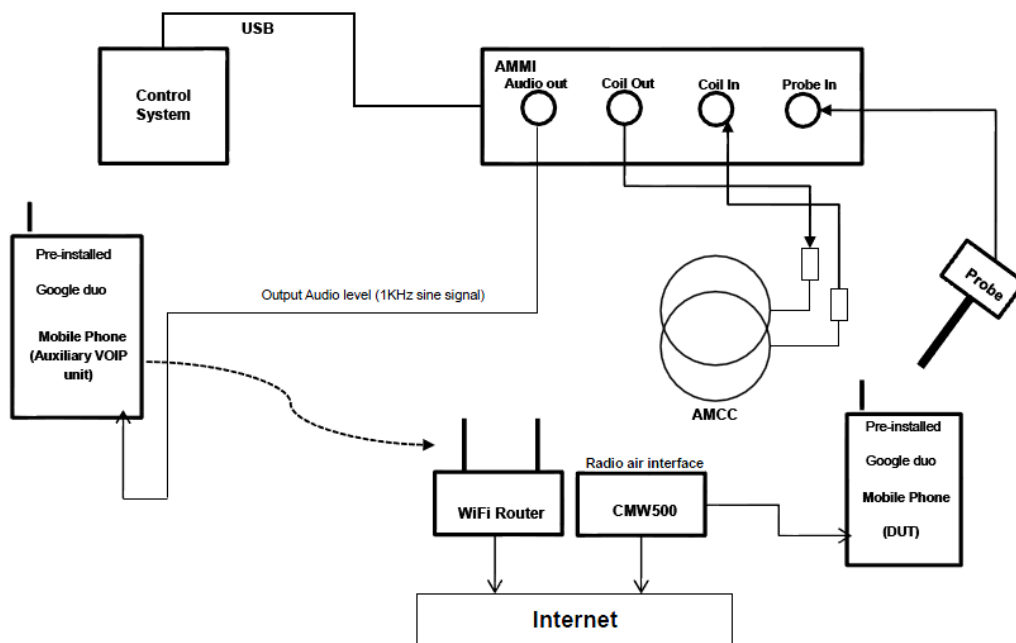 USB
Control
System
AMMI
Audio out
Coil Out
Coil In
Probe In
Pre-installed
Google duo
Mobile Phone
(Auxiliary VOIP
unit)
Output Audio level (1KHz sine signal)
Probe
AMCC
Pre-installed
Google duo
Mobile Phone
(DUT)
WiFi Router
Radio air interface
CMW500
Internet